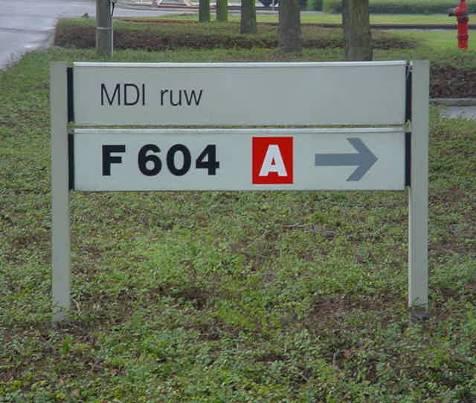 MDI ruw
F 604 A →